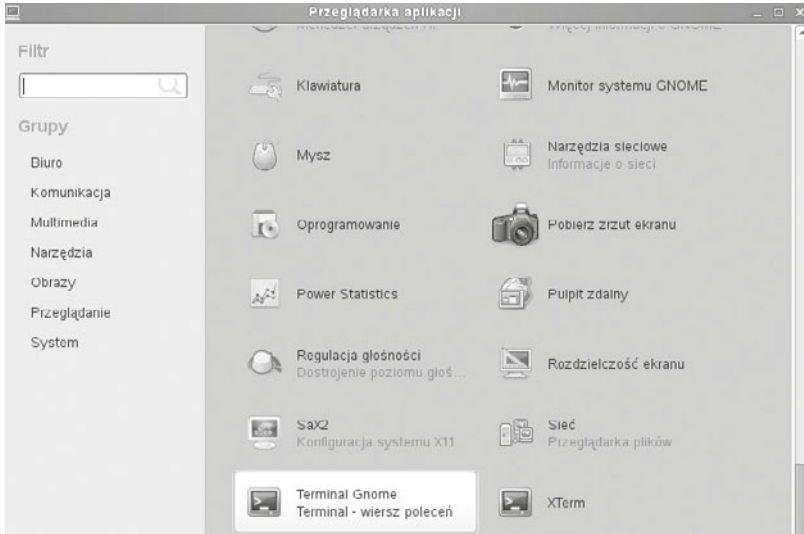 Przeglądarka aplikacji
Filtr
Grupy
Biuro
Komunikacja
Multimedia
Narzędzia
Obrazy
Przeglądanie
System
Klawiatura
Monitor systemu GNOME
Mysz
Narzędzia sieciowe
Informacje o sieci
Oprogramowanie
Pobierz zrzut ekranu
Power Statistics
Pulpit zdalny
Regulacja głośności
Dostrojenie poziomu głoś...
Rozdzielczość ekranu
SaX2
Konfiguracja systemu X11
Sieć
Przeglądarka plików
Terminal Gnome
Terminal - wiersz poleceń
XTerm